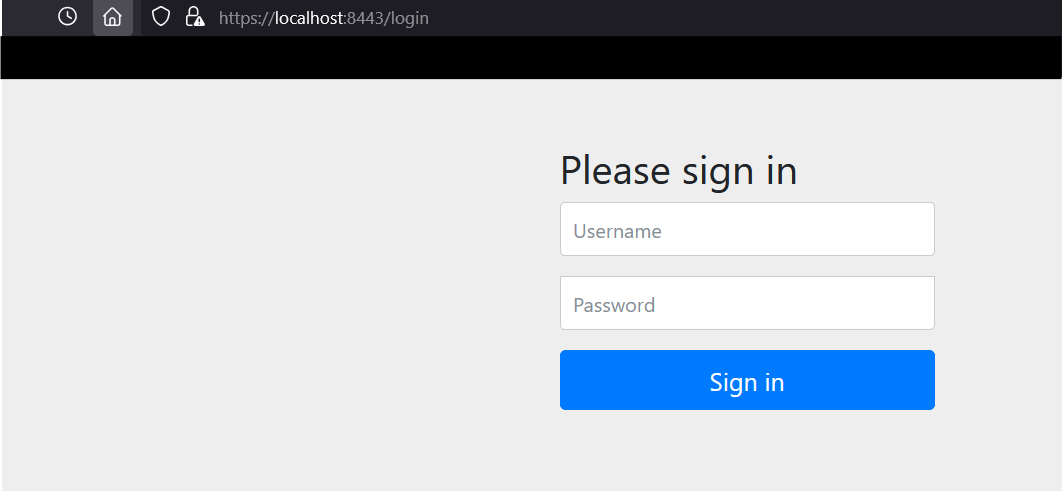 https://localhost:8443/login
Please sign in
Username
Password
Sign in